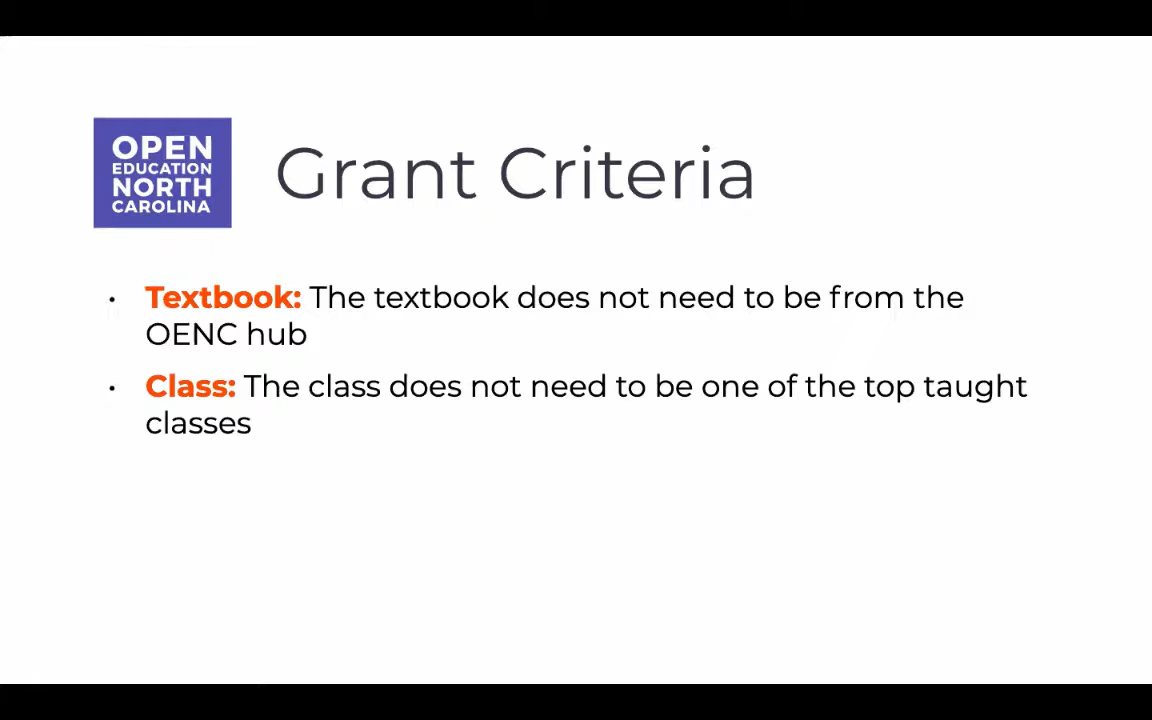 OPEN
EDUCATION
NORTH
CAROLINA
Grant Criteria
• Textbook: The textbook does not need to be from the
OENC hub
• Class: The class does not need to be one of the top taught
classes